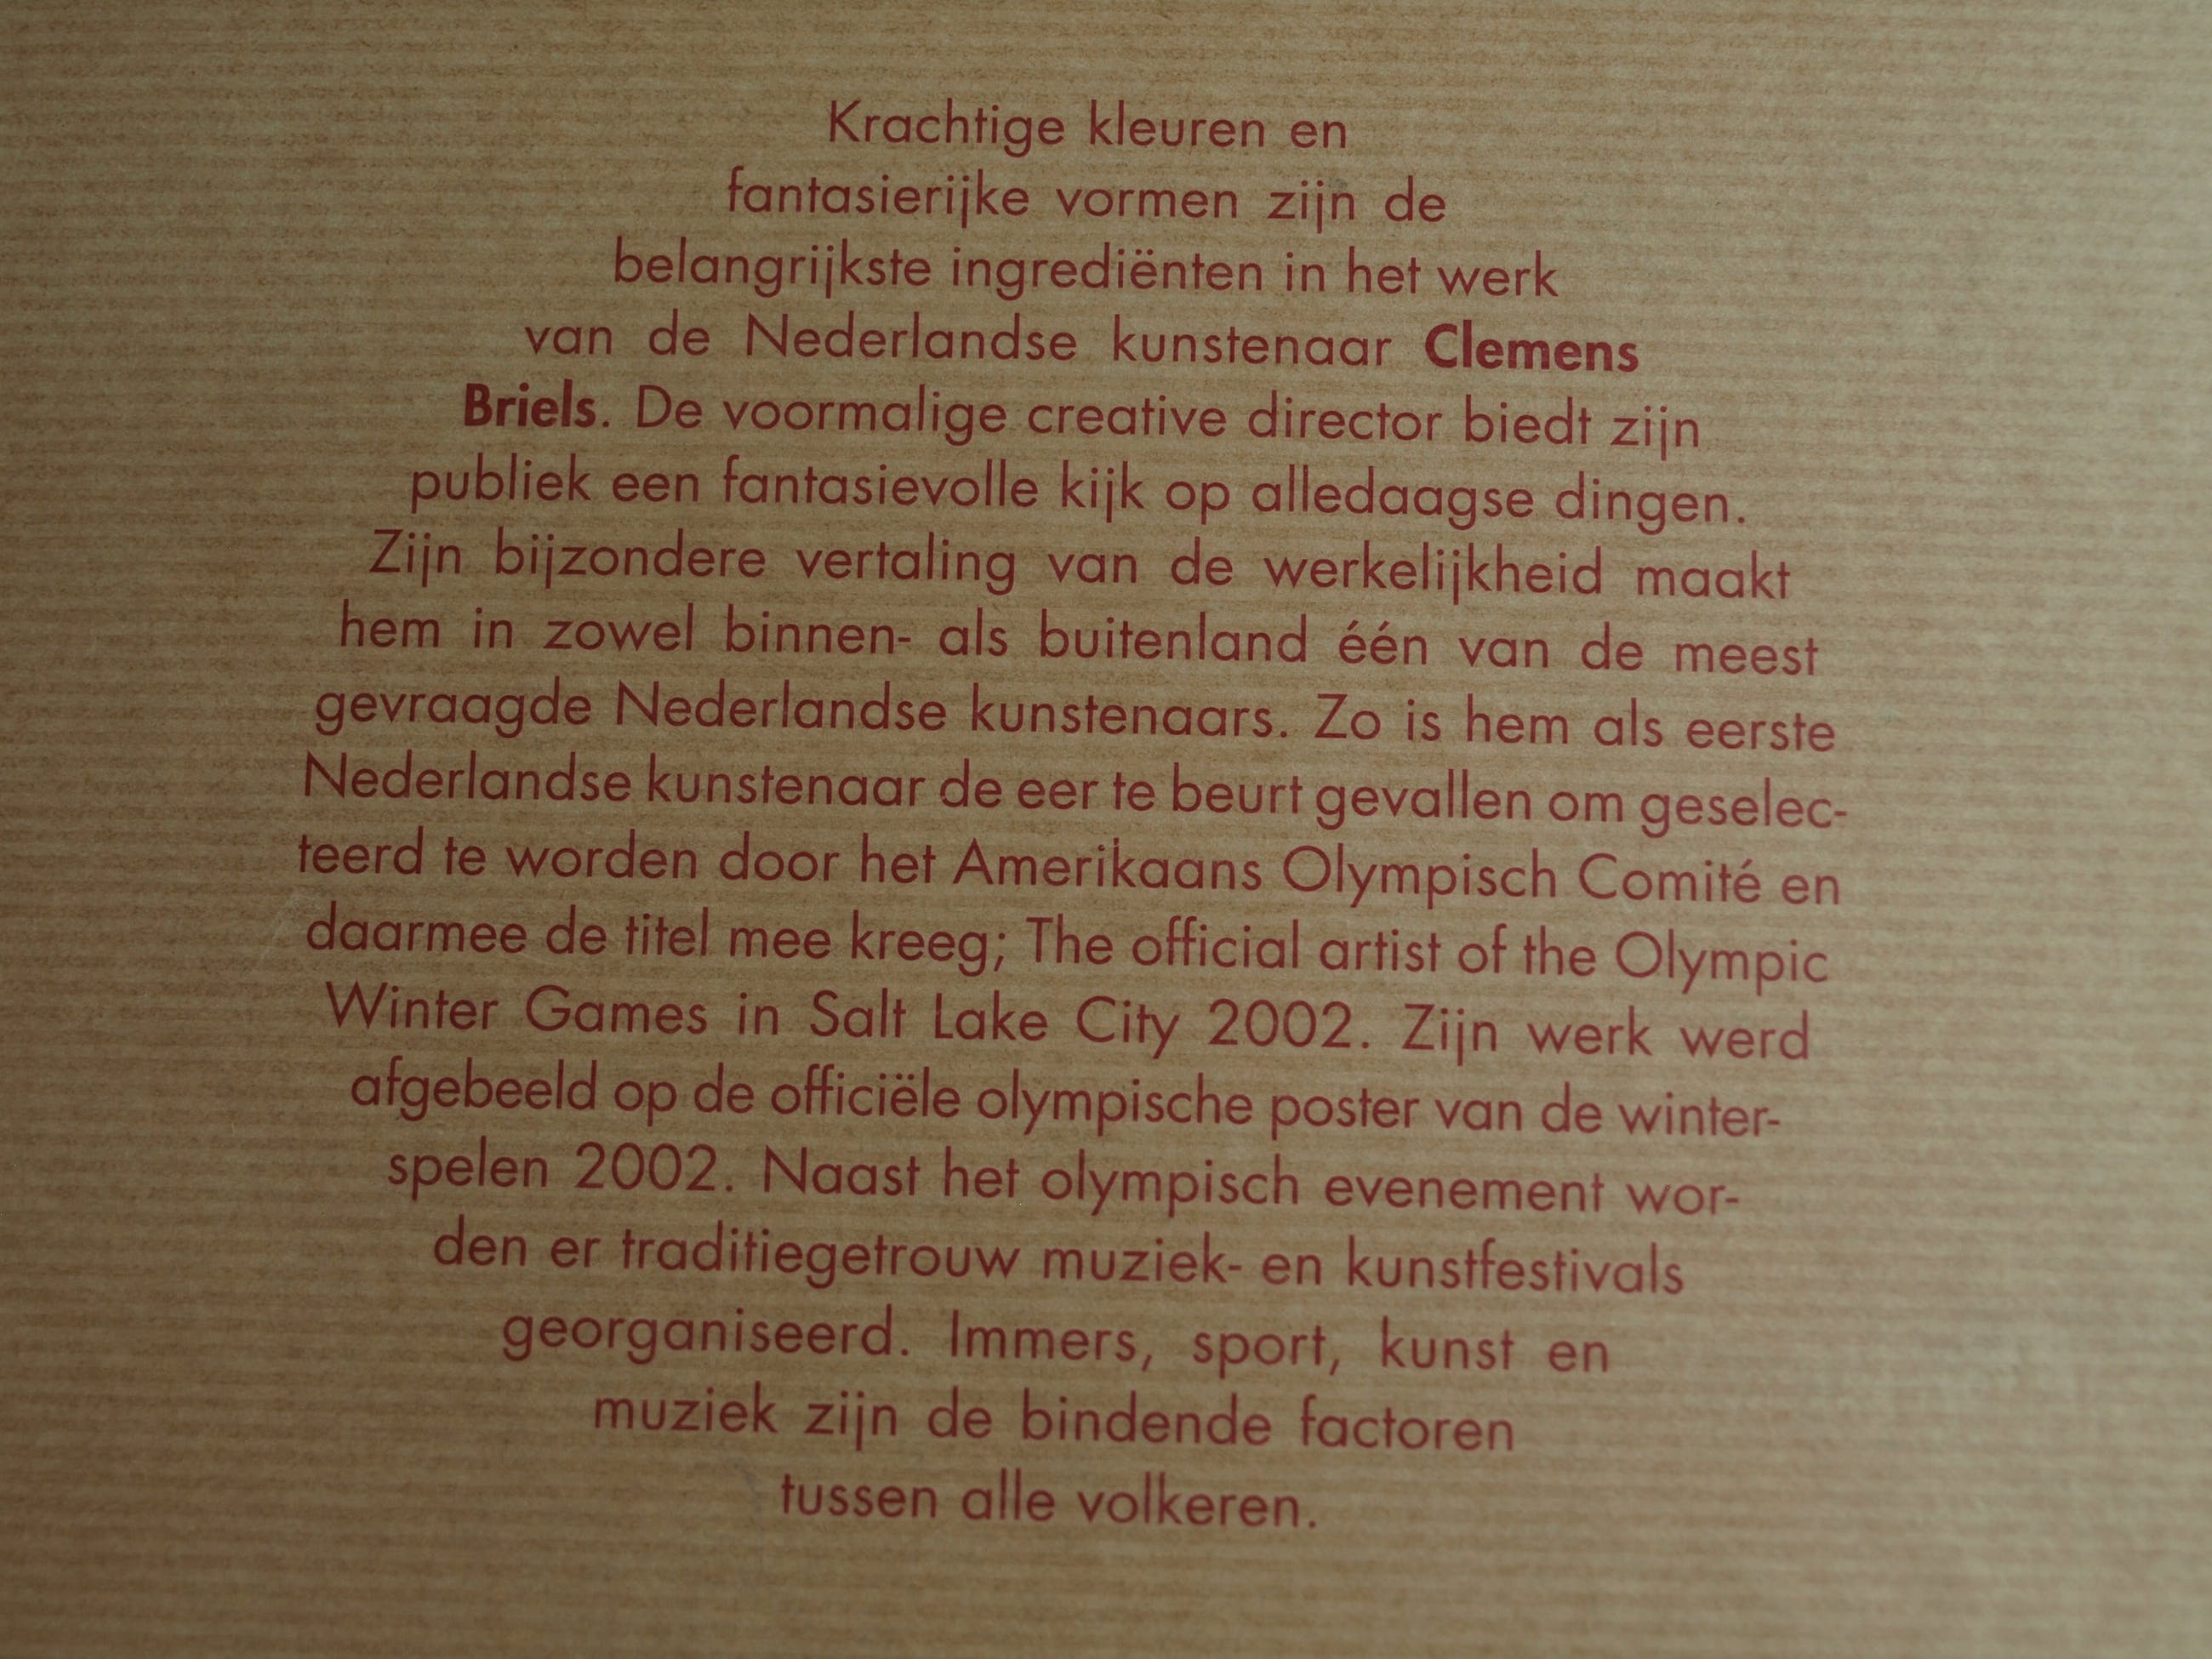 Krachtige kleuren en
fantasierijke vormen zijn de
belangrijkste ingrediënten in het werk
van de Nederlandse kunstenaar Clemens
Briels. De voormalige creative director biedt zijn
publiek een fantasievolle kijk op alledaagse dingen.
Zijn bijzondere vertaling van de werkelijkheid maakt
hem in zowel binnen- als buitenland één van de meest
gevraagde Nederlandse kunstenaars. Zo is hem als eerste
Nederlandse kunstenaar de eer te beurt gevallen om geselec-
teerd te worden door het Amerikaans Olympisch Comité en
daarmee de titel mee kreeg; The official artist of the Olympic
Winter Games in Salt Lake City 2002. Zijn werk werd
afgebeeld op de officiële olympische poster van de winter-
spelen 2002. Naast het olympisch evenement wor-
den er traditiegetrouw muziek- en kunstfestivals
georganiseerd. Immers, sport, kunst en
muziek zijn de bindende factoren
tussen alle volkeren.